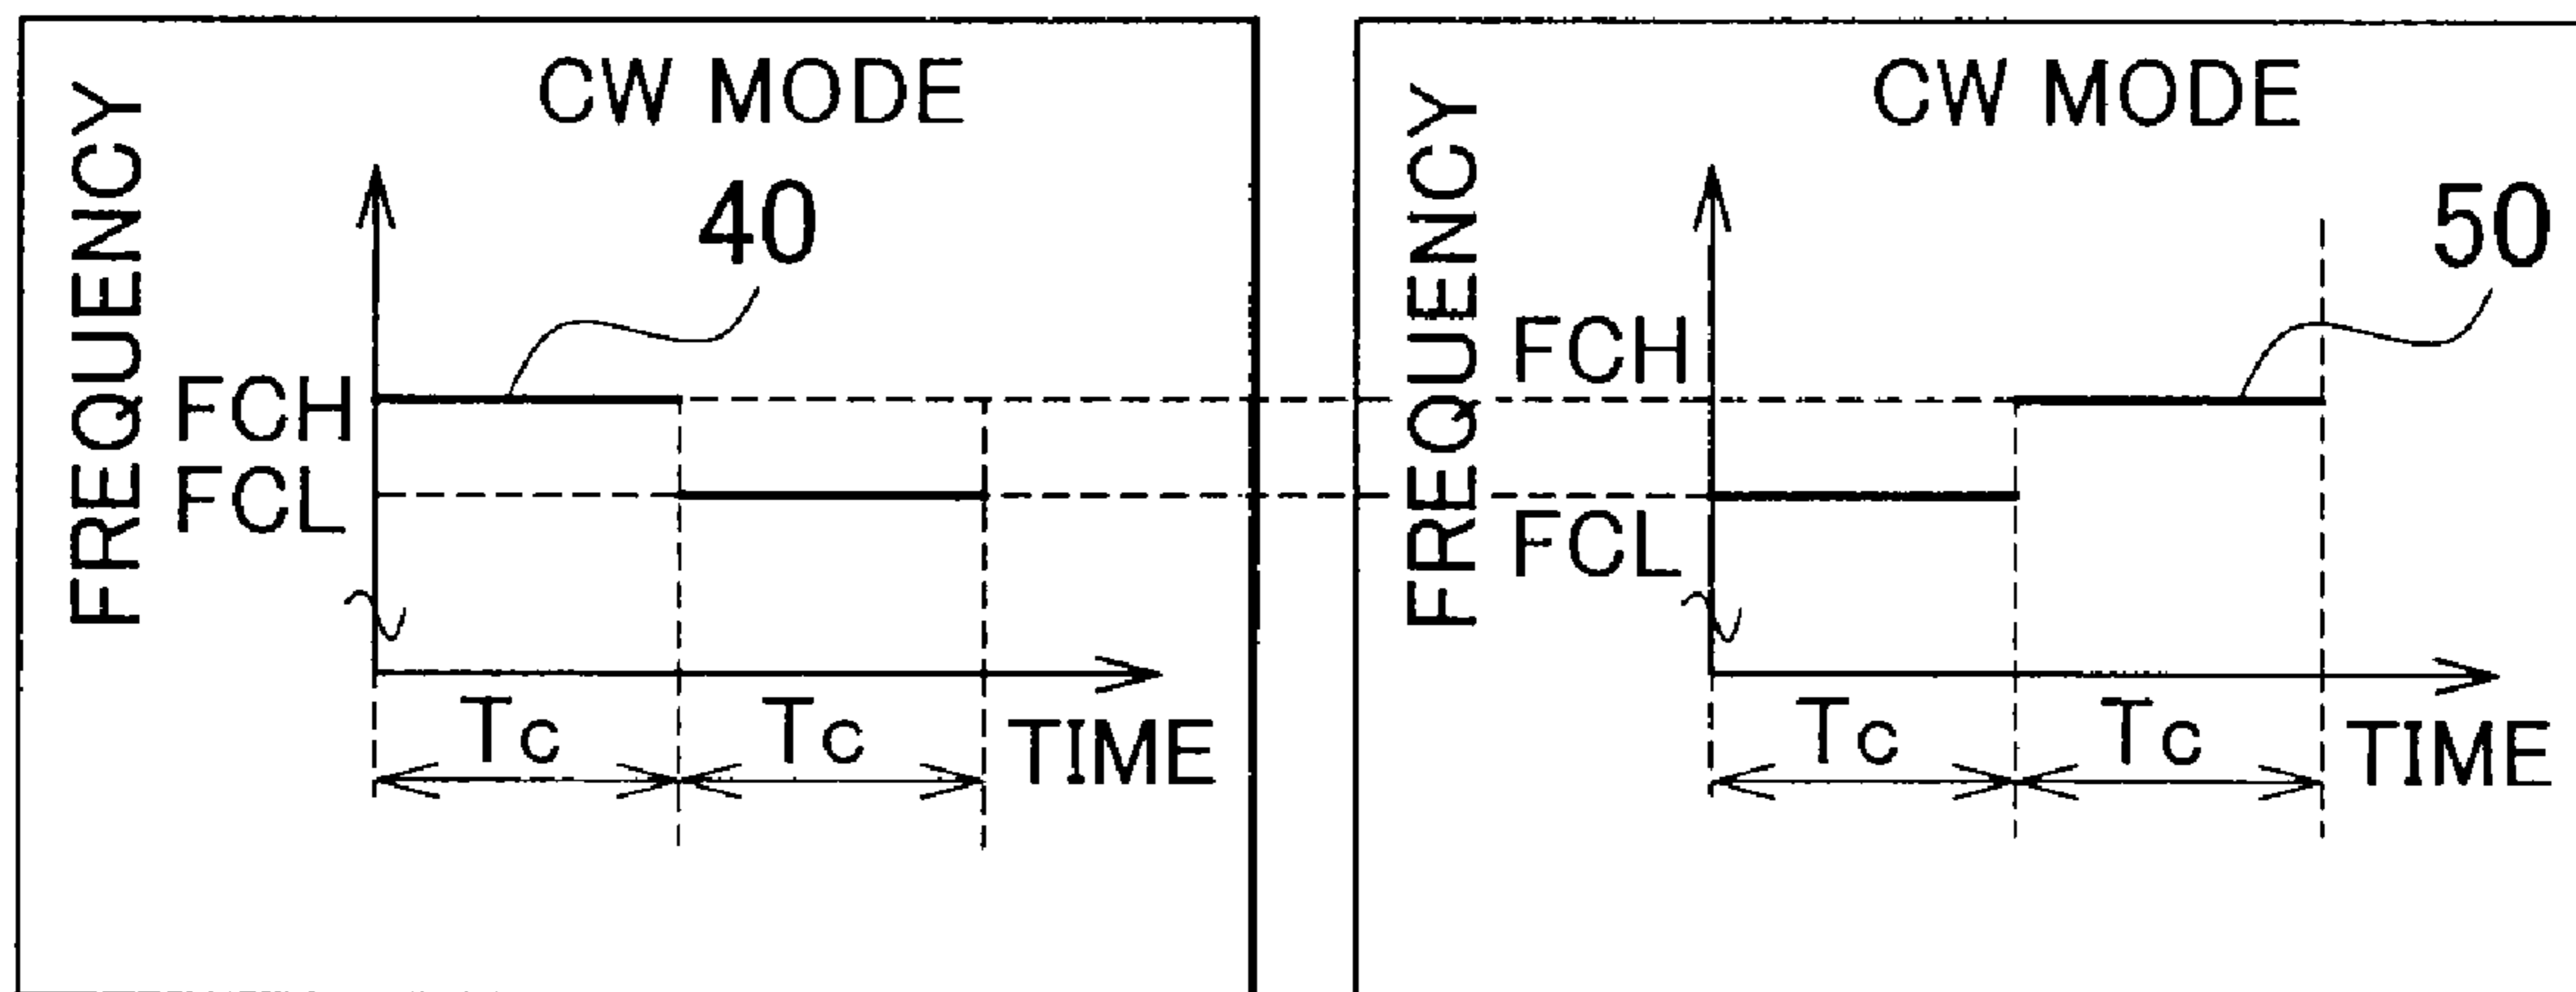 CW MODE
FREQUENCY
40
FCH
FCL
Tc
Tc
TIME
CW MODE
FREQUENCY
50
FCH
FCL
Tc
Tc
TIME